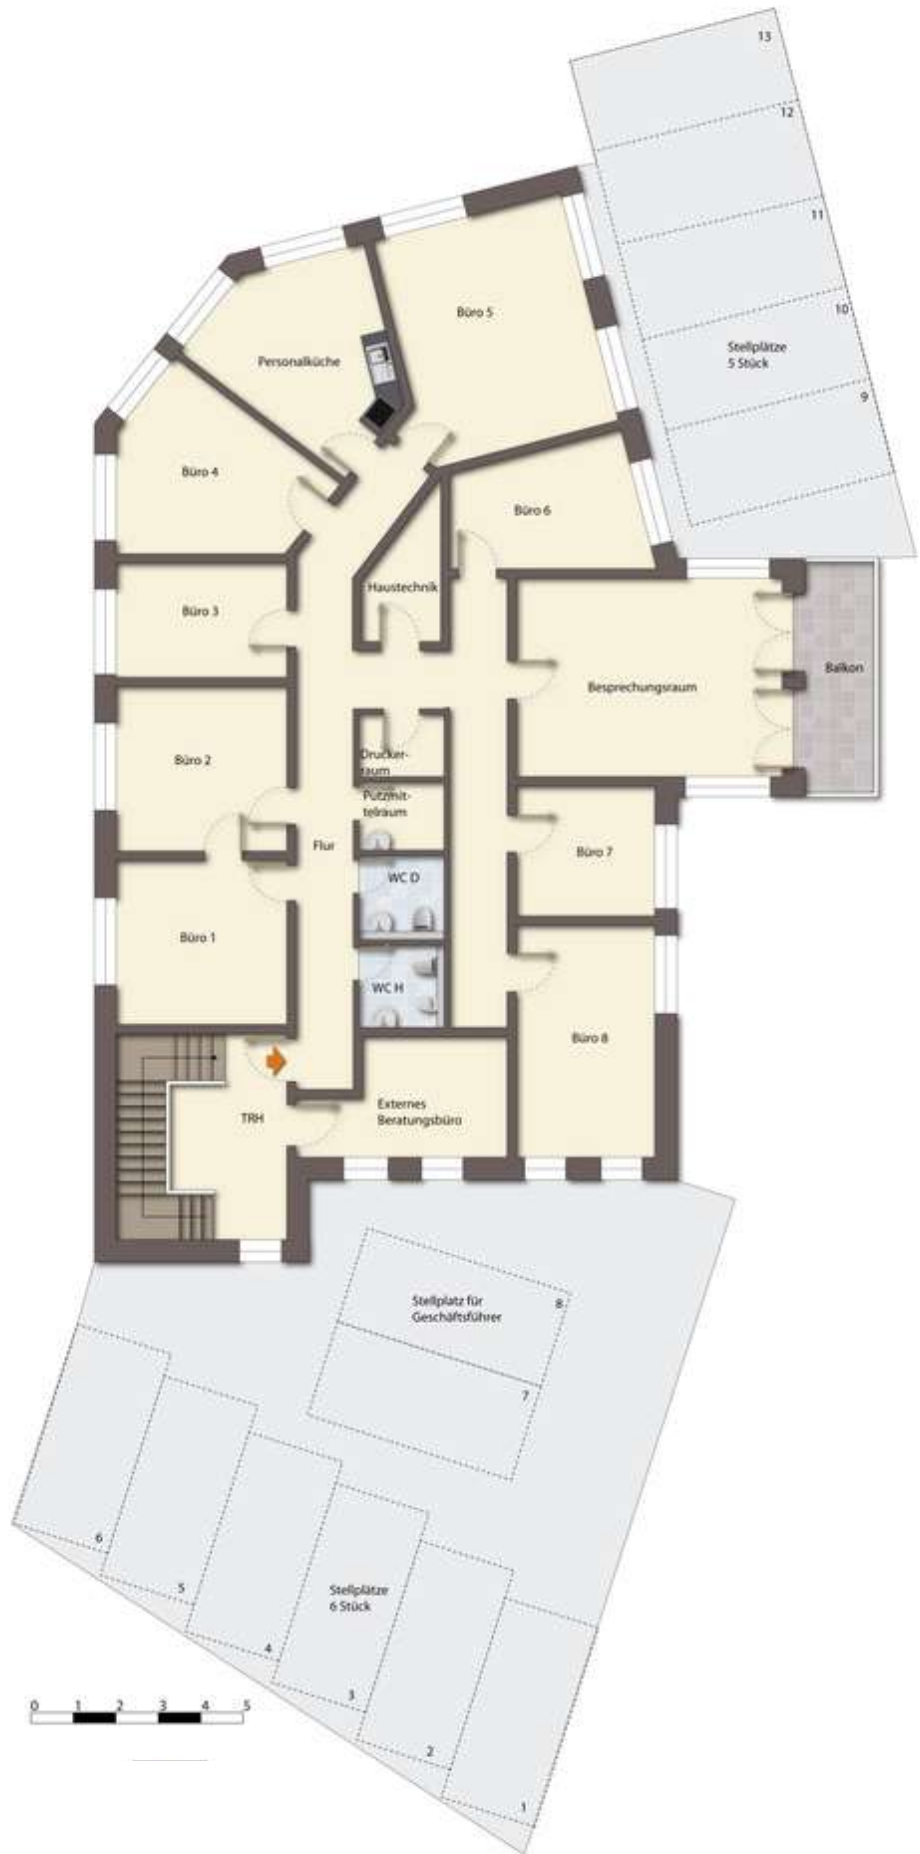 13
12
11
10
Stellplätze
5 Stück
9
Büro 5
Personalküche
Büro 4
Büro 6
Haustechnik
Büro 3
Besprechungsraum
Balkon
Büro 2
Drucker-
raum
Putzmit-
telraum
Flur
Büro 7
WC D
Büro 1
WC H
Büro 8
TRH
Externes
Beratungsbüro
Stellplatz für
Geschäftsführer
8
7
6
5
Stellplätze
6 Stück
4
3
2
1
0 1 2 3 4 5